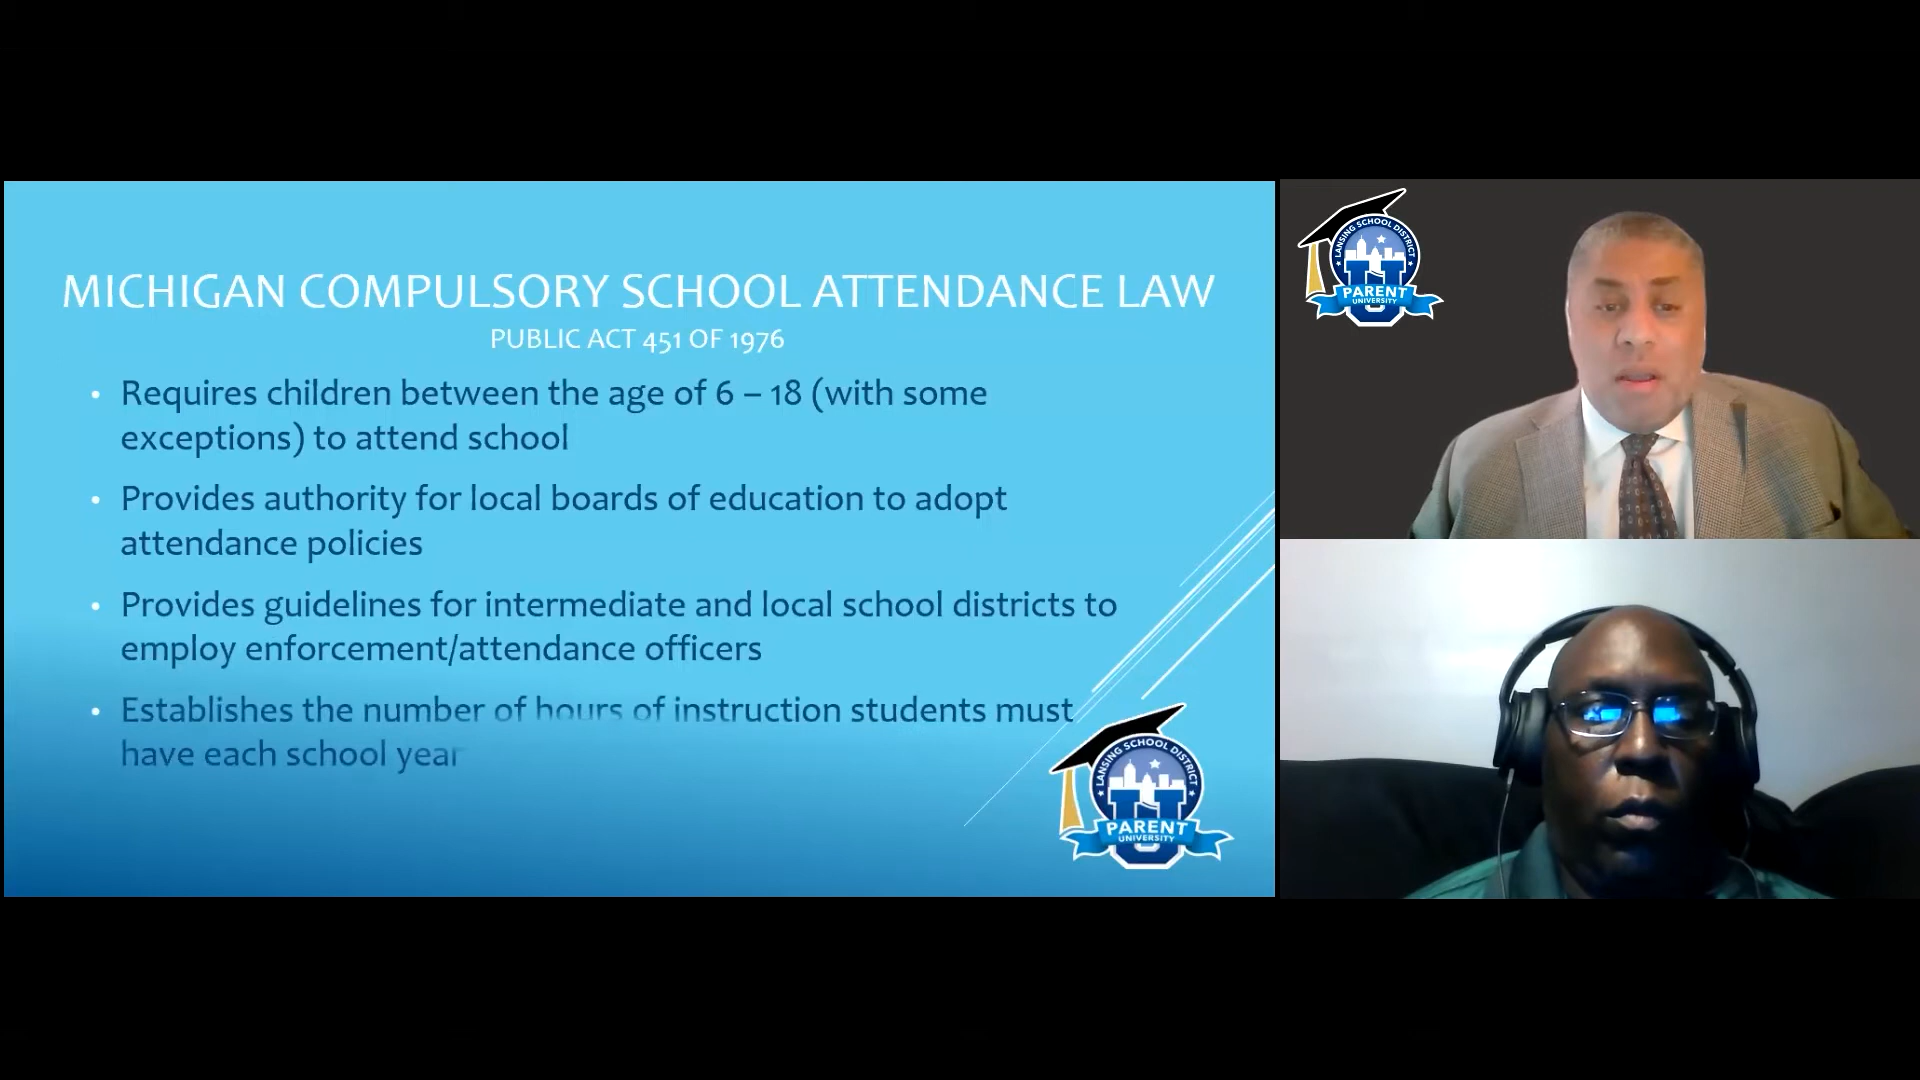 MICHIGAN COMPULSORY SCHOOL ATTENDANCE LAW
PUBLIC ACT 451 OF 1976
• Requires children between the age of 6 – 18 (with some
exceptions) to attend school
• Provides authority for local boards of education to adopt
attendance policies
• Provides guidelines for intermediate and local school districts to
employ enforcement/attendance officers
• Establishes the number of hours of instruction students must
have each school year
LANSING SCHOOL DISTRICT
U
PARENT
UNIVERSITY
LANSING SCHOOL DISTRICT
U
PARENT
UNIVERSITY